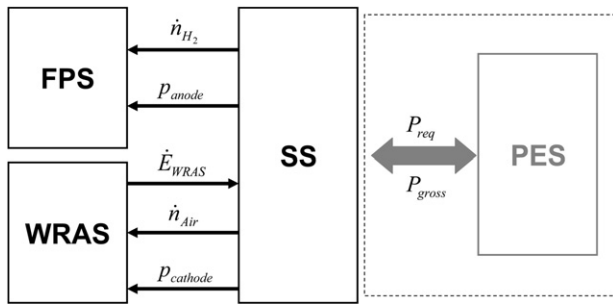 FPS
ṅ_H₂
p_anode
WRAS
Ė_WRAS
ṅ_Air
p_cathode
SS
P_req
P_gross
PES